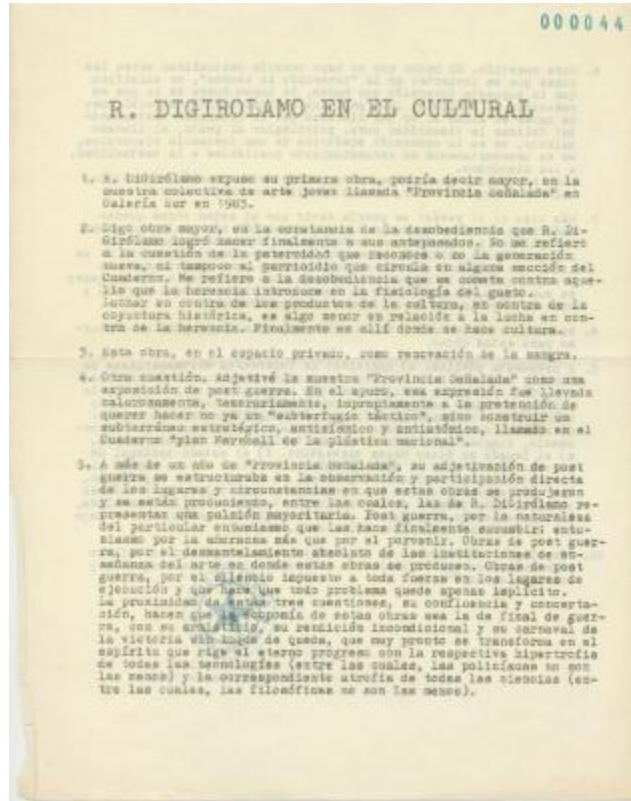 000044
R. DIGIROLAMO EN EL CULTURAL
1. R. DiGirólamo expuso su primera obra, podría decir mayor, en la
muestra colectiva de arte joven llamada "Provincia Señalada" en
Galería Sur en 1983.
2. Digo obra mayor, en la constancia de la desobediencia que R. Di-
Girólamo logró hacer finalmente a sus antepasados. No me refiero
a la cuestión de la paternidad que reconoce o no la generación
nueva, ni tampoco al parricidio que circula en alguna sección del
Cuaderno. Me refiero a la desobediencia que se comete contra aque-
llo que la herencia introduce en la fisiología del gusto.
Luchar en contra de los productos de la cultura, en contra de la
coyuntura histórica, es algo menor en relación a la lucha en con-
tra de la herencia. Finalmente es allí donde se hace cultura.
3. Esta obra, en el espacio privado, como renovación de la sangre.
4. Otra cuestión. Adjetivé la muestra "Provincia Señalada" como una
exposición de post guerra. En el apuro, esa expresión fue llevada
calurosamente, temerariamente, impropiamente a la pretención de
querer hacer no ya un "subterfugio táctico", sino construir un
subterráneo estratégico, antisísmico y antiatómico, llamado en el
Cuaderno "plan Marshall de la plástica nacional".
5. A más de un año de "Provincia Señalada", su adjetivación de post
guerra se estructuraba en la observación y participación directa
de los lugares y circunstancias en que estas obras se produjeron
y se están produciendo, entre las cuales, las de R. DiGirólamo re-
presentan una pulsión mayoritaria. Post guerra, por la naturaleza
del particular entusiasmo que las hace finalmente sucumbir: entu-
siasmo por la añoranza más que por el porvenir. Obras de post guer-
ra, por el desmantelamiento absoluto de las instituciones de en-
señanza del arte en donde estás obras se producen. Obras de post
guerra, por el silencio impuesto a toda fuerza en los lugares de
ejecución y que hace que todo problema quede apenas implícito.
La proximidad de estas tres cuestiones, su confluencia y concerta-
ción, hacen que la economía de estas obras sea la de final de guer-
ra, con su armisticio, su rendición incondicional y su carnaval de
la victoria con toque de queda, que muy pronto se transforma en el
espíritu que rige el eterno progreso con la respectiva hipertrofia
de todas las tecnologías (entre las cuales, las policíacas no son
las menos) y la correspondiente atrofia de todas las ciencias (en-
tre las cuales, las filosóficas no son las menos).